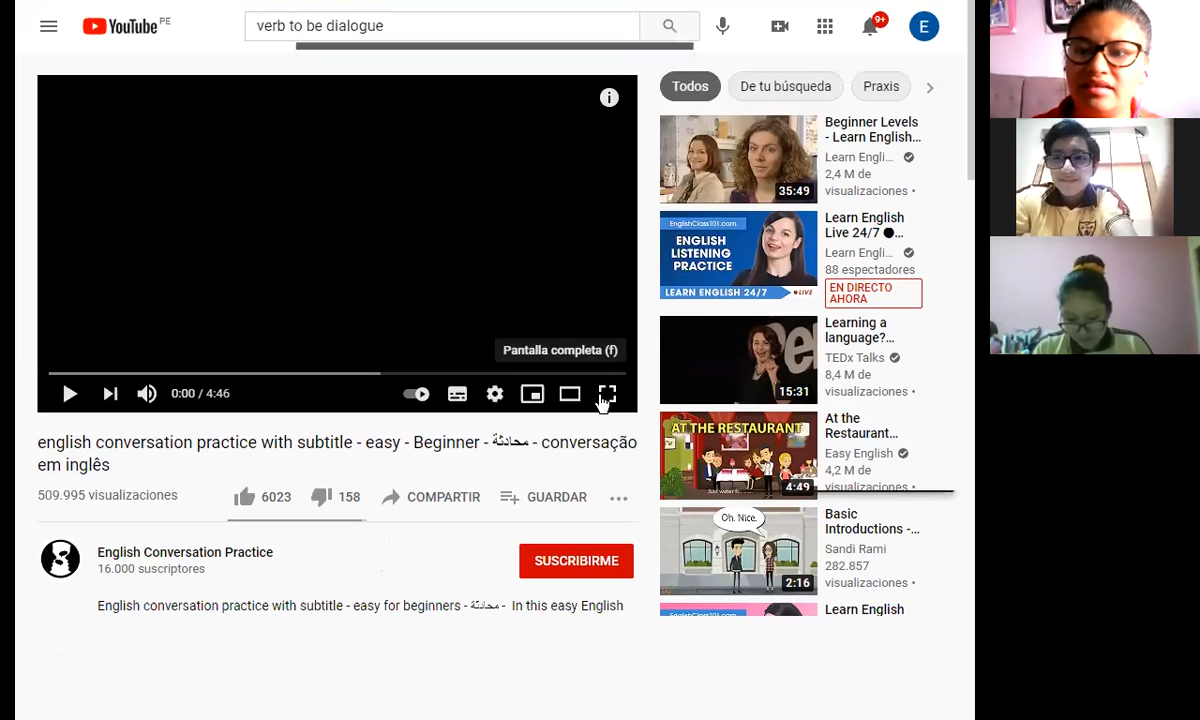 YouTube PE
verb to be dialogue
9+
E
i
Pantalla completa (f)
0:00 / 4:46
english conversation practice with subtitle - easy - Beginner - محادثة - conversação
em inglês
509.995 visualizaciones
6023
158
COMPARTIR
GUARDAR
English Conversation Practice
16.000 suscriptores
SUSCRIBIRME
English conversation practice with subtitle - easy for beginners - محادثة - In this easy English
Todos
De tu búsqueda
Praxis
35:49
Beginner Levels
- Learn English...
Learn Engli...
2,4 M de
visualizaciones •
EnglishClass101.com
ENGLISH
LISTENING
PRACTICE
LEARN ENGLISH 24/7
LIVE
Learn English
Live 24/7 ●...
Learn Engli...
88 espectadores
EN DIRECTO
AHORA
15:31
Learning a
language?...
TEDx Talks
8,4 M de
visualizaciones •
AT THE RESTAURANT
Just water for
4:49
At the
Restaurant...
Easy English
4,2 M de
visualizaciones •
Oh. Nice.
2:16
Basic
Introductions -...
Sandi Rami
282.857
visualizaciones •
Learn English